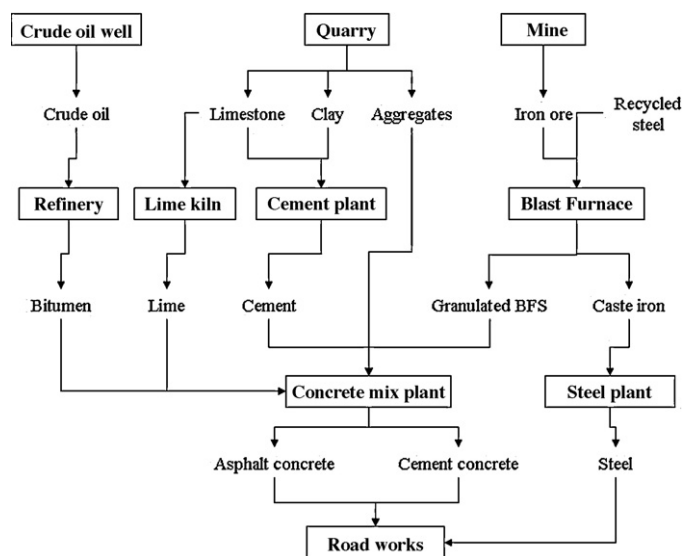 Crude oil well
Quarry
Mine
Crude oil
Limestone
Clay
Aggregates
Iron ore
Recycled
steel
Refinery
Lime kiln
Cement plant
Blast Furnace
Bitumen
Lime
Cement
Granulated BFS
Caste iron
Concrete mix plant
Steel plant
Asphalt concrete
Cement concrete
Steel
Road works